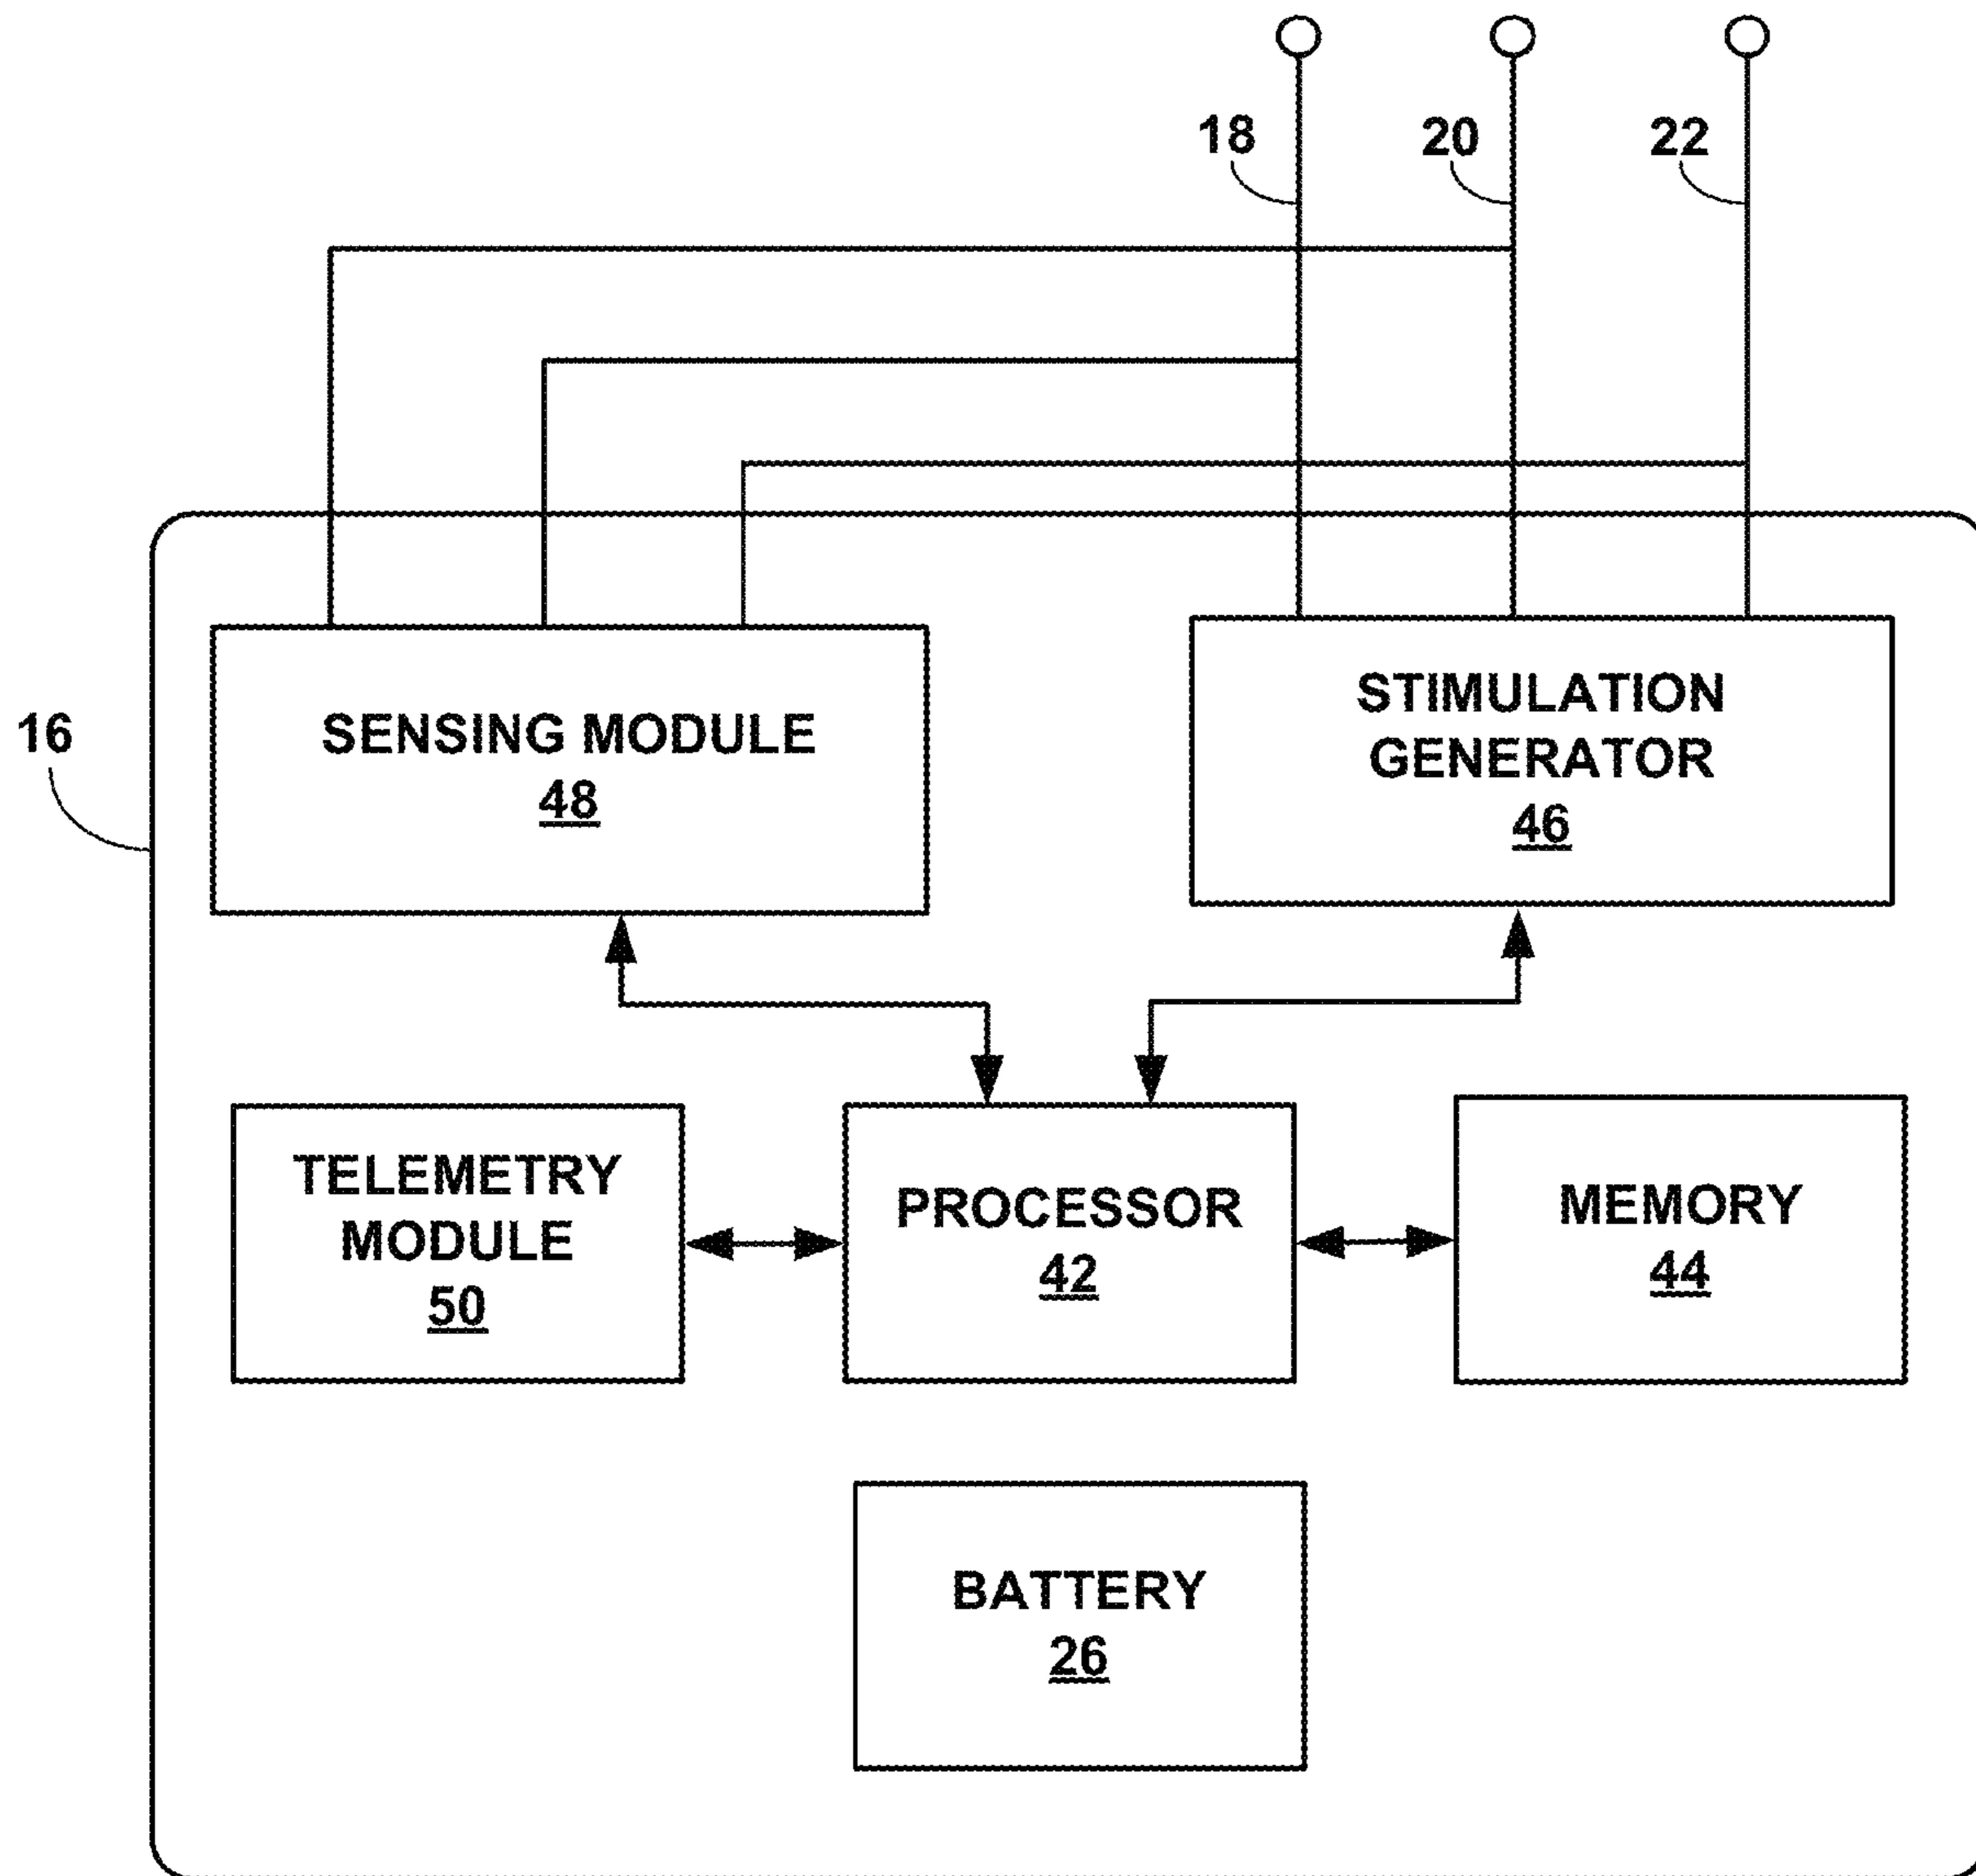 18
20
22
16
SENSING MODULE
48
STIMULATION
GENERATOR
46
TELEMETRY
MODULE
50
PROCESSOR
42
MEMORY
44
BATTERY
26